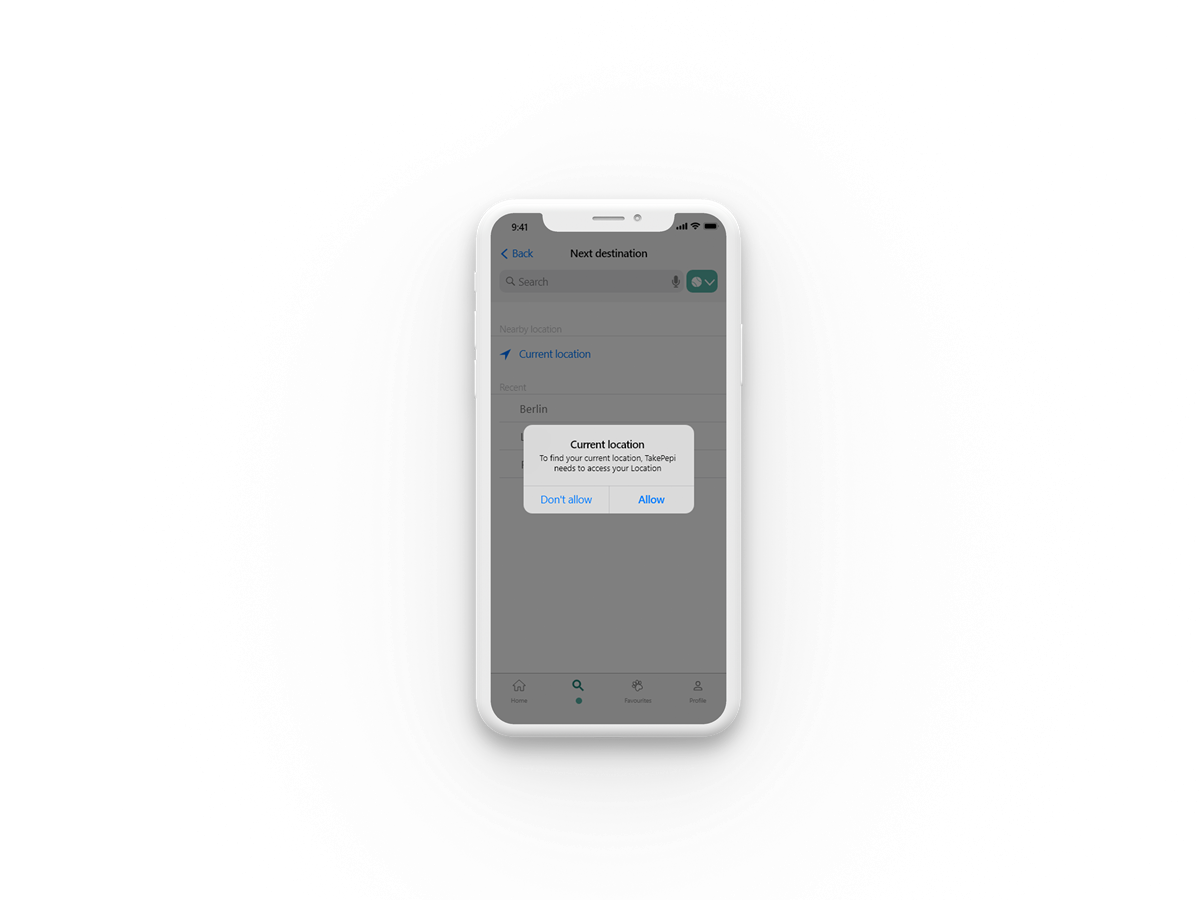 9:41
Back
Next destination
Search
Nearby location
Current location
Recent
Berlin
Current location
To find your current location, TakePepi
needs to access your Location
Don't allow
Allow
Home
Favourites
Profile